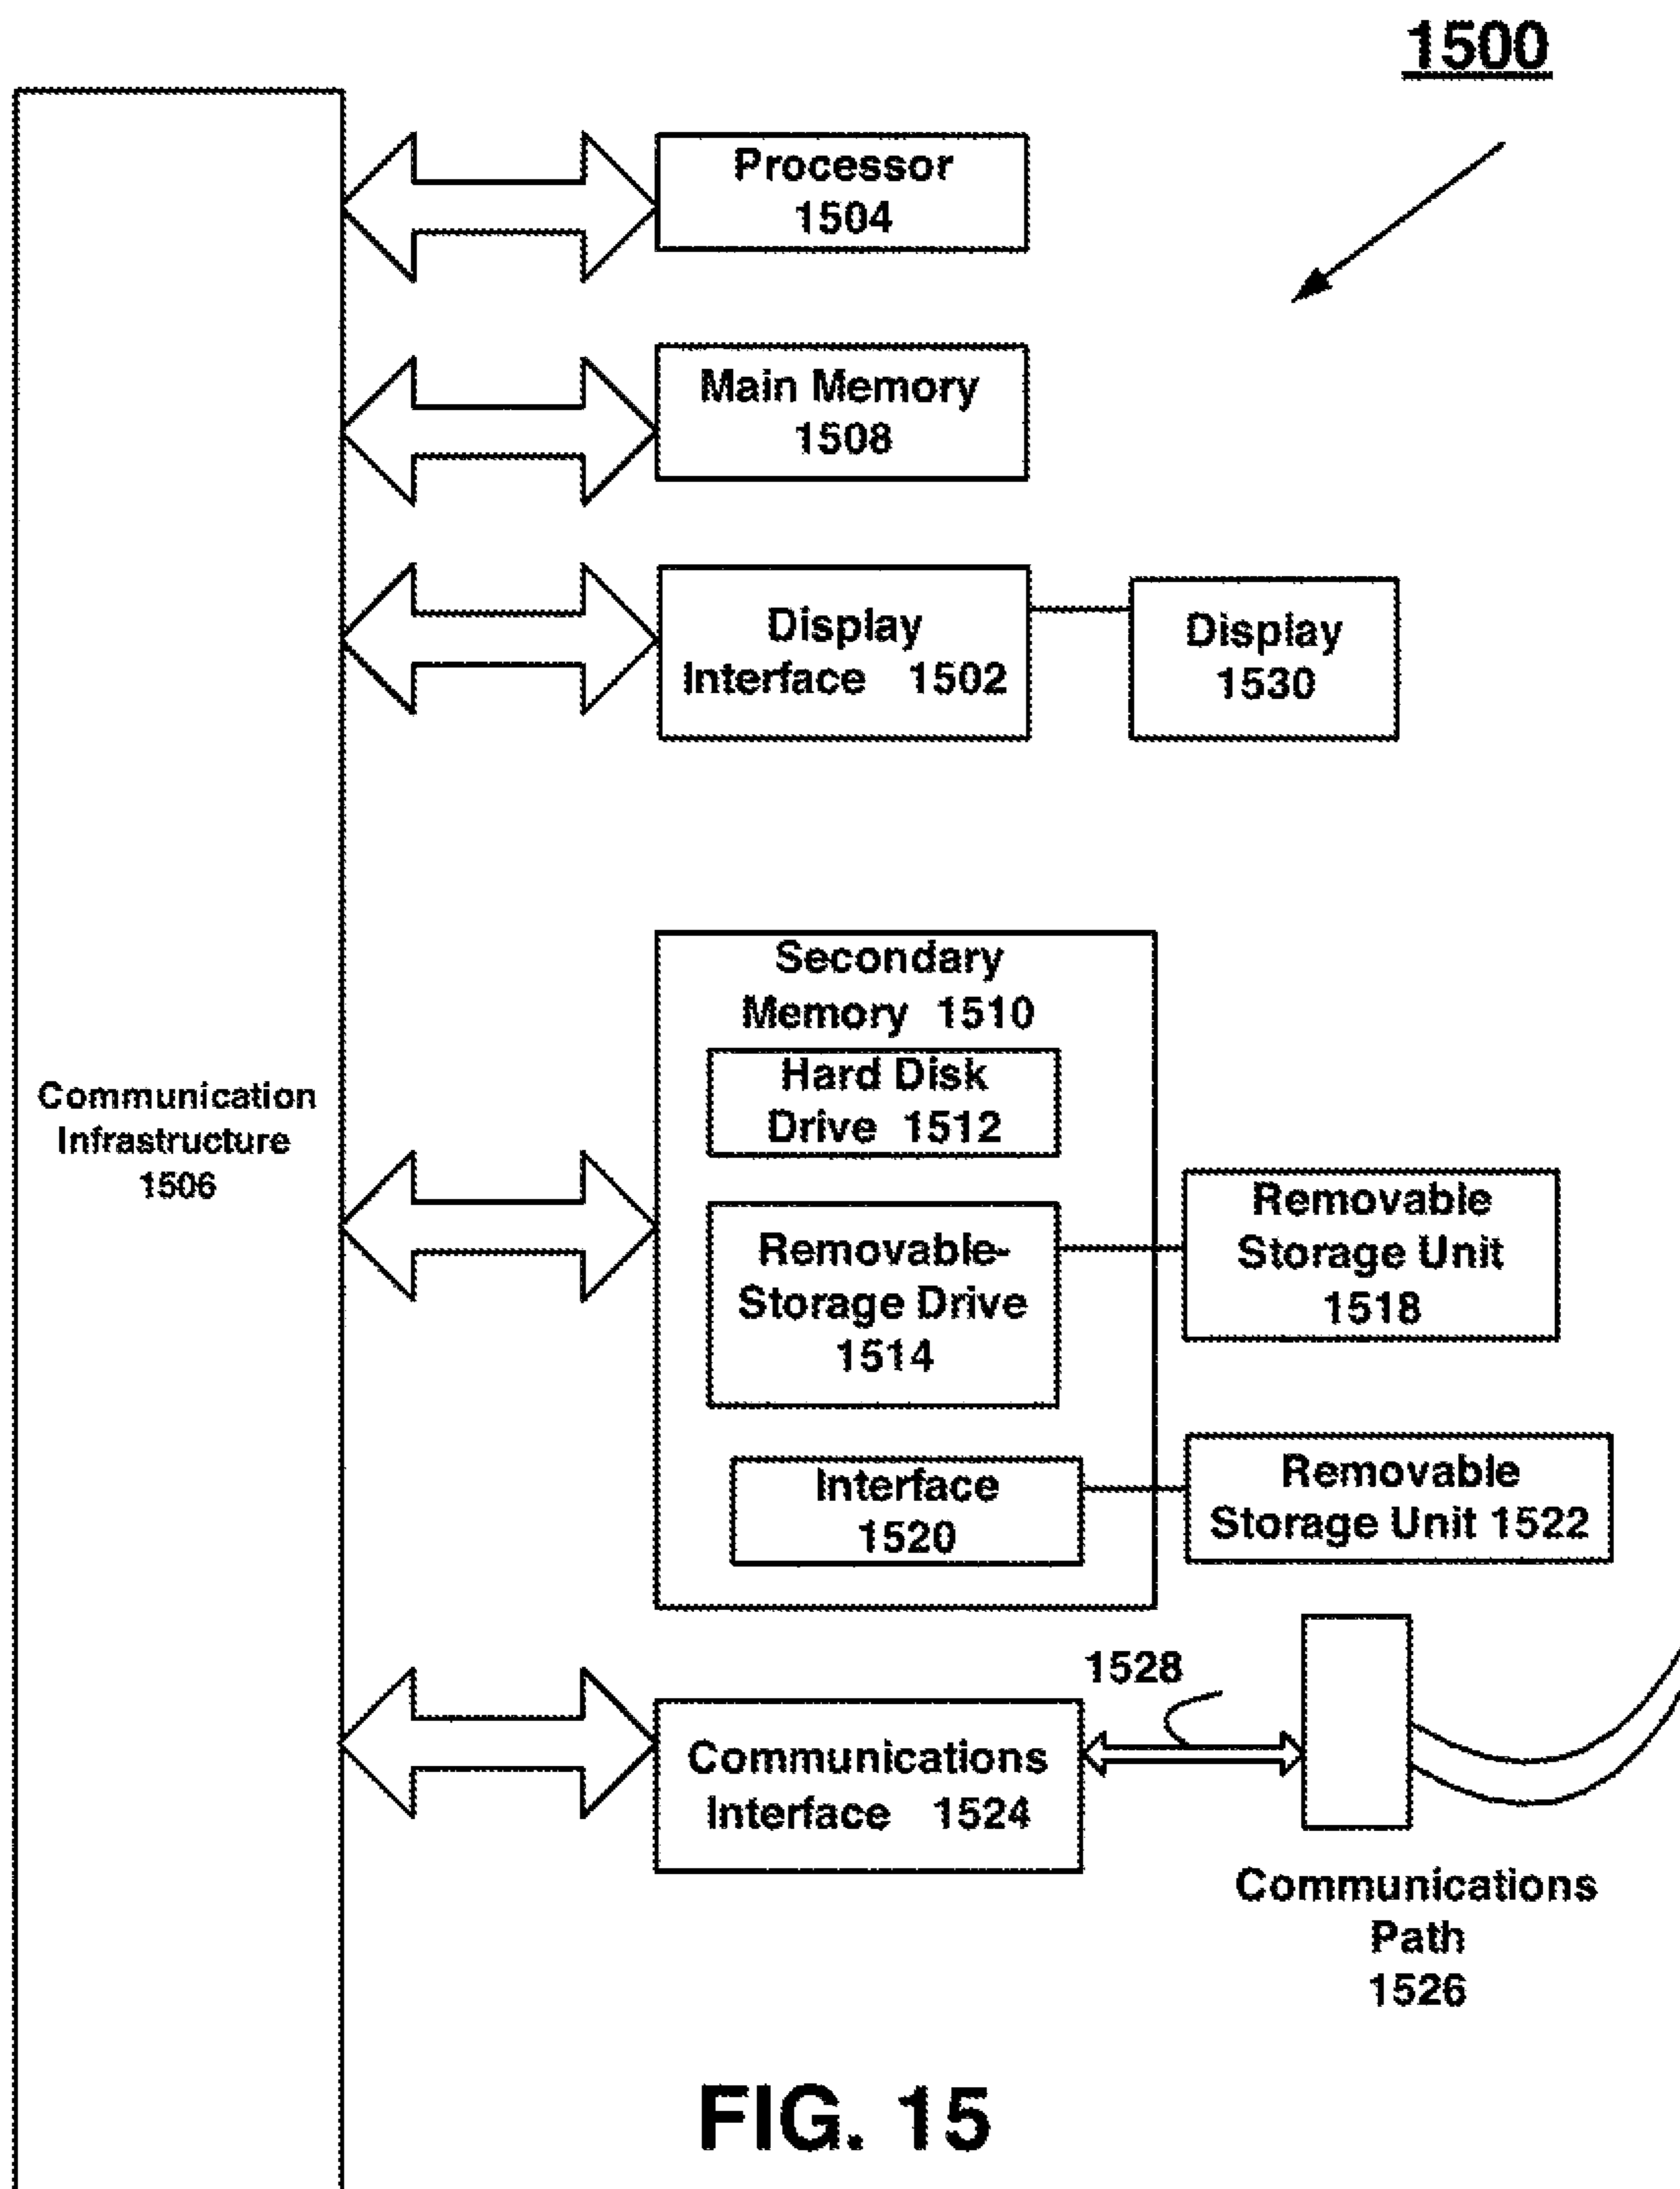 1500
Processor
1504
Main Memory
1508
Display
Interface 1502
Display
1530
Communication
Infrastructure
1506
Secondary
Memory 1510
Hard Disk
Drive 1512
Removable-
Storage Drive
1514
Removable
Storage Unit
1518
Interface
1520
Removable
Storage Unit 1522
1528
Communications
Interface 1524
Communications
Path
1526
FIG. 15